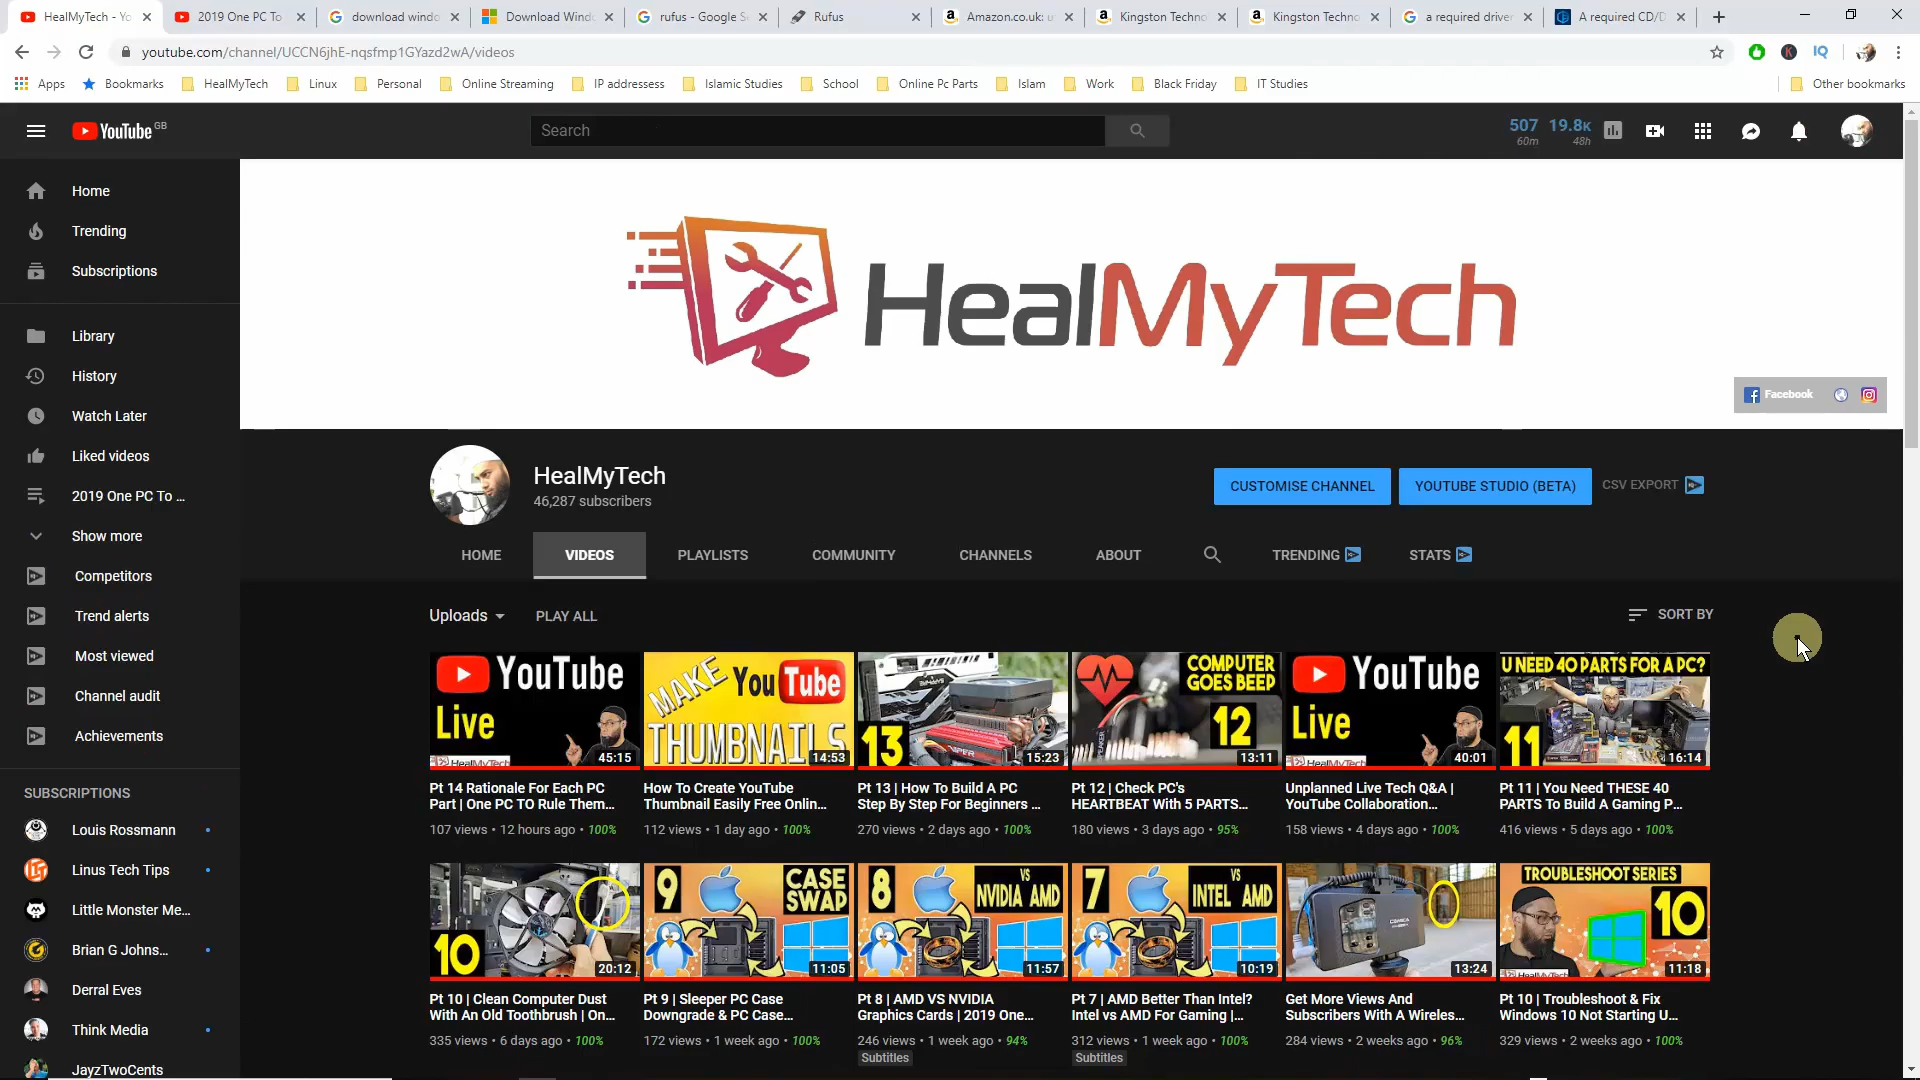 HealMyTech - Yo
2019 One PC To
download windo
Download Wind
rufus - Google S
Rufus
Amazon.co.uk: u
Kingston Techno
Kingston Techno
a required driver
A required CD/D
youtube.com/channel/UCCN6jhE-nqsfmp1GYazd2wA/videos
IQ
Apps
Bookmarks
HealMyTech
Linux
Personal
Online Streaming
IP addressess
Islamic Studies
School
Online Pc Parts
Islam
Work
Black Friday
IT Studies
Other bookmarks
YouTube GB
Search
507 60m
19.8K 48h
Home
Trending
Subscriptions
Library
History
Watch Later
Liked videos
2019 One PC To ...
Show more
Competitors
Trend alerts
Most viewed
Channel audit
Achievements
SUBSCRIPTIONS
Louis Rossmann
Linus Tech Tips
Little Monster Me...
Brian G Johns...
Derral Eves
Think Media
JayzTwoCents
HealMyTech
Facebook
HealMyTech
46,287 subscribers
CUSTOMISE CHANNEL
YOUTUBE STUDIO (BETA)
CSV EXPORT
HOME
VIDEOS
PLAYLISTS
COMMUNITY
CHANNELS
ABOUT
TRENDING
STATS
Uploads
PLAY ALL
SORT BY
YouTube
Live
HealMyTech
45:15
Pt 14 Rationale For Each PC
Part | One PC TO Rule Them...
107 views • 12 hours ago • 100%
MAKE YouTube
THUMBNAILS
14:53
How To Create YouTube
Thumbnail Easily Free Onlin...
112 views • 1 day ago • 100%
VIPER
13
15:23
Pt 13 | How To Build A PC
Step By Step For Beginners ...
270 views • 2 days ago • 100%
COMPUTER
GOES BEEP
SPEAKER
12
13:11
Pt 12 | Check PC's
HEARTBEAT With 5 PARTS...
180 views • 3 days ago • 95%
YouTube
Live
HealMyTech
40:01
Unplanned Live Tech Q&A |
YouTube Collaboration...
158 views • 4 days ago • 100%
U NEED 40 PARTS FOR A PC?
11
16:14
Pt 11 | You Need THESE 40
PARTS To Build A Gaming P...
416 views • 5 days ago • 100%
10
20:12
Pt 10 | Clean Computer Dust
With An Old Toothbrush | On...
335 views • 6 days ago • 100%
9
CASE
SWAP
11:05
Pt 9 | Sleeper PC Case
Downgrade & PC Case...
172 views • 1 week ago • 100%
8
VS
NVIDIA AMD
11:57
Pt 8 | AMD VS NVIDIA
Graphics Cards | 2019 One...
246 views • 1 week ago • 94%
Subtitles
7
VS
INTEL AMD
10:19
Pt 7 | AMD Better Than Intel?
Intel vs AMD For Gaming |...
312 views • 1 week ago • 100%
Subtitles
13:24
Get More Views And
Subscribers With A Wireles...
284 views • 2 weeks ago • 96%
TROUBLESHOOT SERIES
10
HealMyTech
11:18
Pt 10 | Troubleshoot & Fix
Windows 10 Not Starting U...
329 views • 2 weeks ago • 100%